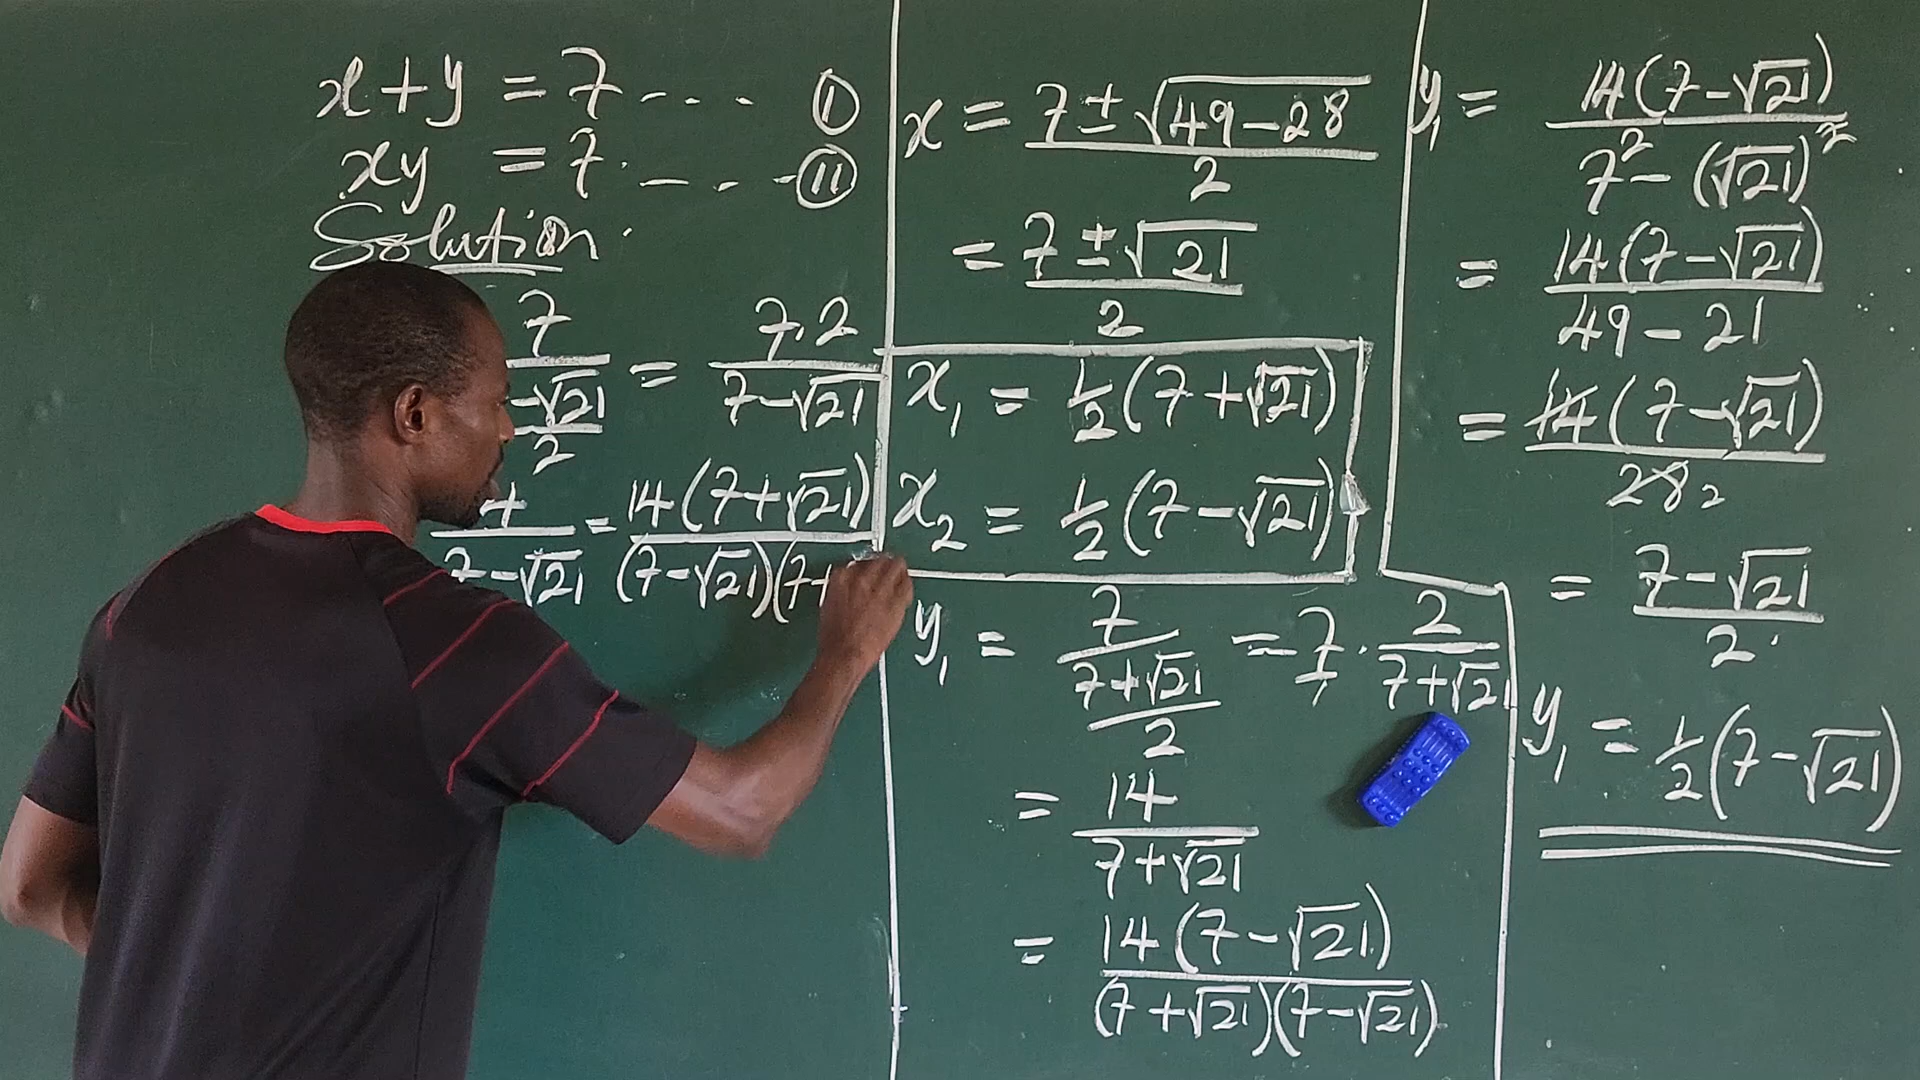 x + y = 7 - - - (I)
xy = 7. - - - - (II)
Solution.
7/(-√21/2) = 7.2/(7-√21)
/(7-√21) = 14(7+√21)/((7-√21)(7+
x = (7±√(49-28))/2
= (7±√21)/2
x₁ = ½(7+√21)
x₂ = ½(7-√21)
y₁ = 7/((7+√21)/2) = 7 . 2/(7+√21)
= 14/(7+√21)
= 14(7-√21)/((7+√21)(7-√21))
y₁ = 14(7-√21)/(7²-(√21)²)
= 14(7-√21)/(49-21)
= 14(7-√21)/28 2
= (7-√21)/2.
y₁ = ½(7-√21)